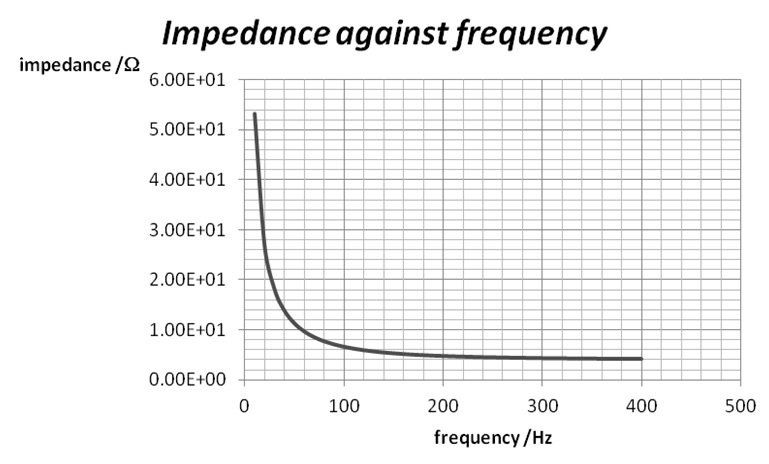 Impedance against frequency
impedance /Ω
6.00E+01
5.00E+01
4.00E+01
3.00E+01
2.00E+01
1.00E+01
0.00E+00
0 100 200 300 400 500
frequency /Hz